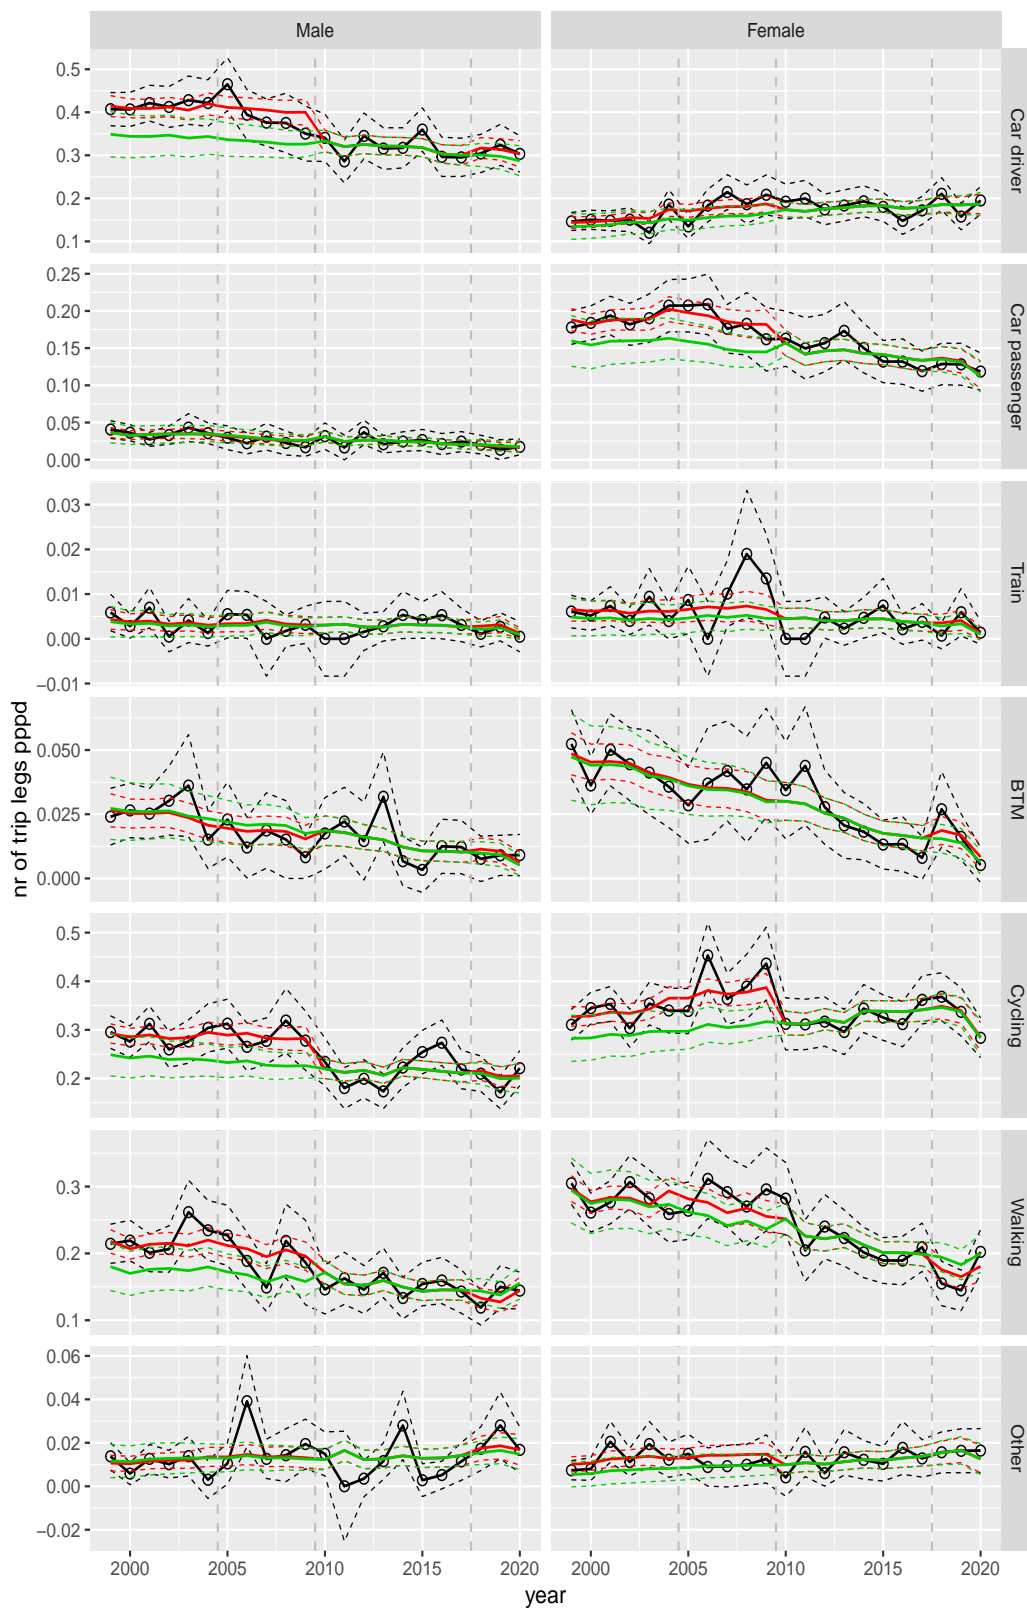 Male
Female
0.5
0.4
0.3
0.2
0.1
Car driver
0.25
0.20
0.15
0.10
0.05
0.00
Car passenger
0.03
0.02
0.01
0.00
−0.01
Train
0.050
0.025
0.000
BTM
0.5
0.4
0.3
0.2
Cycling
0.3
0.2
0.1
Walking
0.06
0.04
0.02
0.00
−0.02
Other
nr of trip legs pppd
2000 2005 2010 2015 2020
2000 2005 2010 2015 2020
year